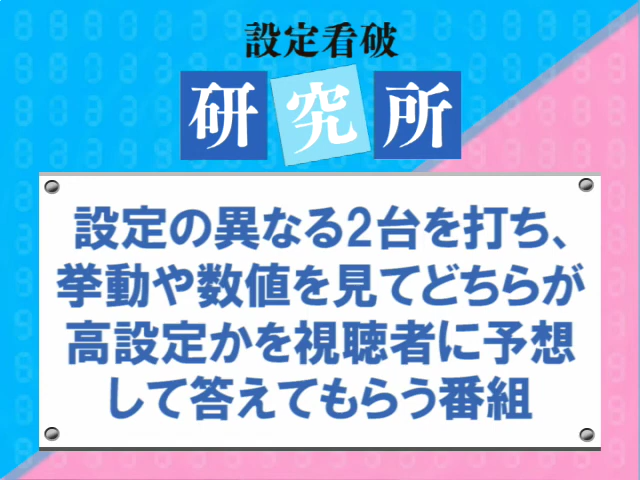 設定看破
研究所
設定の異なる2台を打ち、
挙動や数値を見てどちらが
高設定かを視聴者に予想
して答えてもらう番組